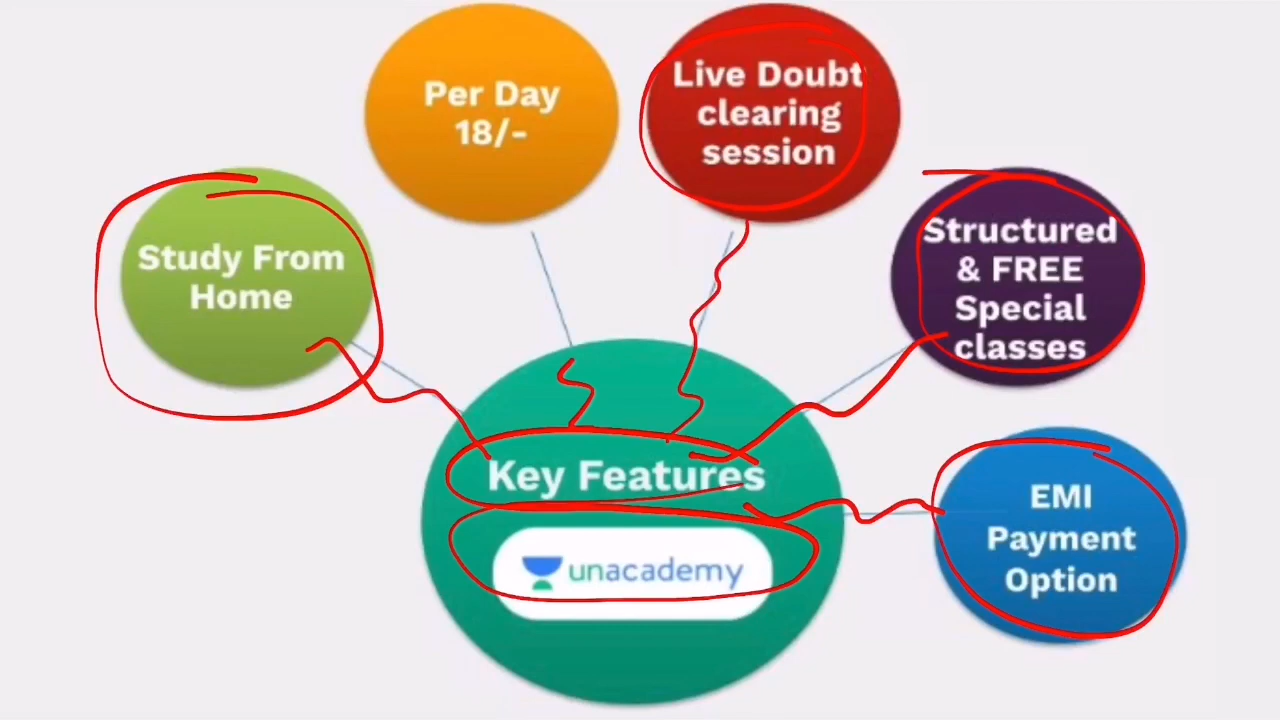 Per Day
18/-
Live Doubt
clearing
session
Study From
Home
Structured
& FREE
Special
classes
Key Features
unacademy
EMI
Payment
Option